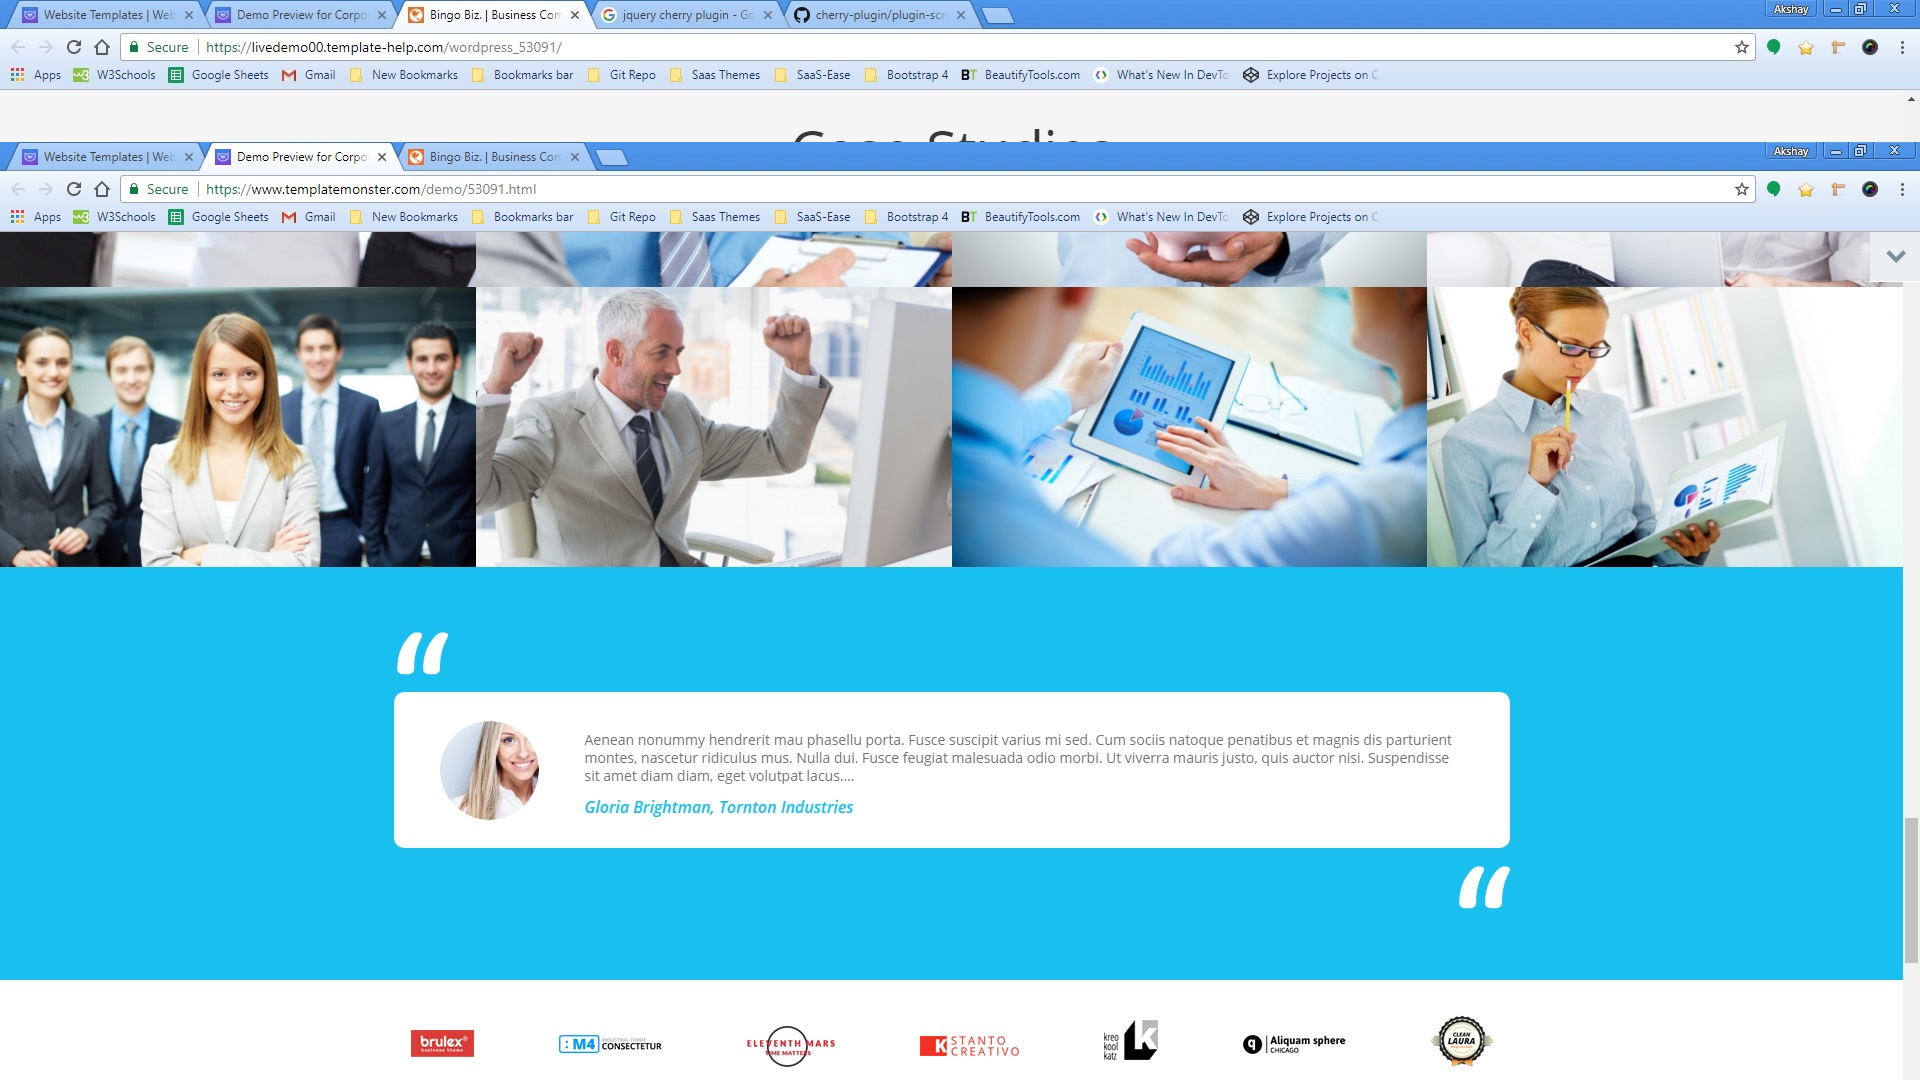 Website Templates | Web
Demo Preview for Corpo
Bingo Biz. | Business Con
jquery cherry plugin - Go
cherry-plugin/plugin-scr
Akshay
Secure
https://livedemo00.template-help.com/wordpress_53091/
Apps
W3Schools
Google Sheets
Gmail
New Bookmarks
Bookmarks bar
Git Repo
Saas Themes
SaaS-Ease
Bootstrap 4
BT BeautifyTools.com
What's New In DevTo
Explore Projects on C
Case Studies
Website Templates | Web
Demo Preview for Corpo
Bingo Biz. | Business Con
Akshay
Secure
https://www.templatemonster.com/demo/53091.html
Apps
W3Schools
Google Sheets
Gmail
New Bookmarks
Bookmarks bar
Git Repo
Saas Themes
SaaS-Ease
Bootstrap 4
BT BeautifyTools.com
What's New In DevTo
Explore Projects on C
“
Aenean nonummy hendrerit mau phasellu porta. Fusce suscipit varius mi sed. Cum sociis natoque penatibus et magnis dis parturient
montes, nascetur ridiculus mus. Nulla dui. Fusce feugiat malesuada odio morbi. Ut viverra mauris justo, quis auctor nisi. Suspendisse
sit amet diam diam, eget volutpat lacus....
Gloria Brightman, Tornton Industries
“
brulex®
business theme
:M4
INDUSTRIAL THEME
CONSECTETUR
ELEVENTH MARS
TIME MATTERS
K
STANTO
CREATIVO
kreo
kool
katz
k
q
Aliquam sphere
CHICAGO
CLEAN
LAURA